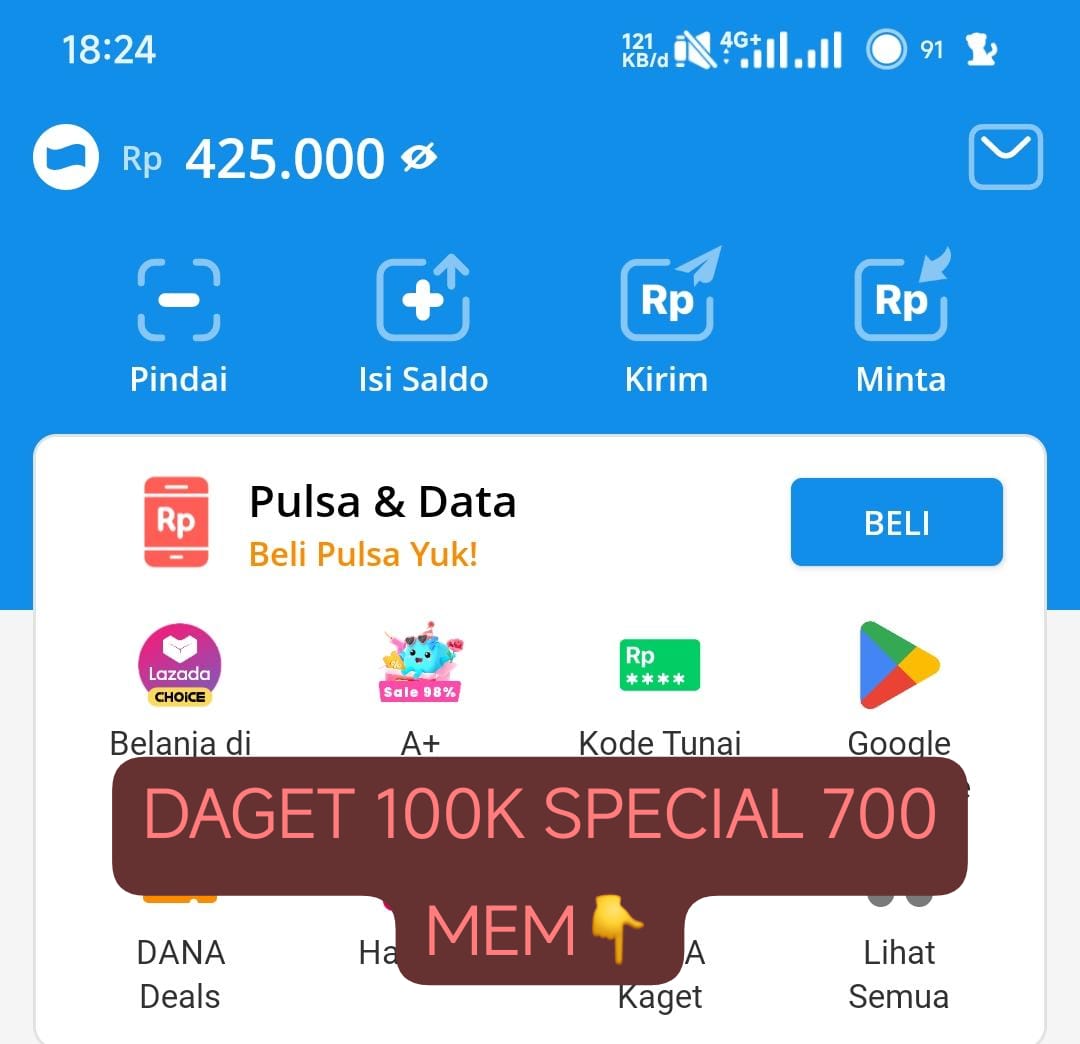 18:24
121
KB/d
4G+
91
Rp 425.000
Rp
Rp
Pindai
Isi Saldo
Kirim
Minta
Rp
Pulsa & Data
Beli Pulsa Yuk!
BELI
Lazada
CHOiCE
%
Sale 98%
Rp
****
Belanja di
A+
Kode Tunai
Google
DAGET 100K SPECIAL 700
MEM👇
DANA
Deals
Ha
A
Kaget
Lihat
Semua